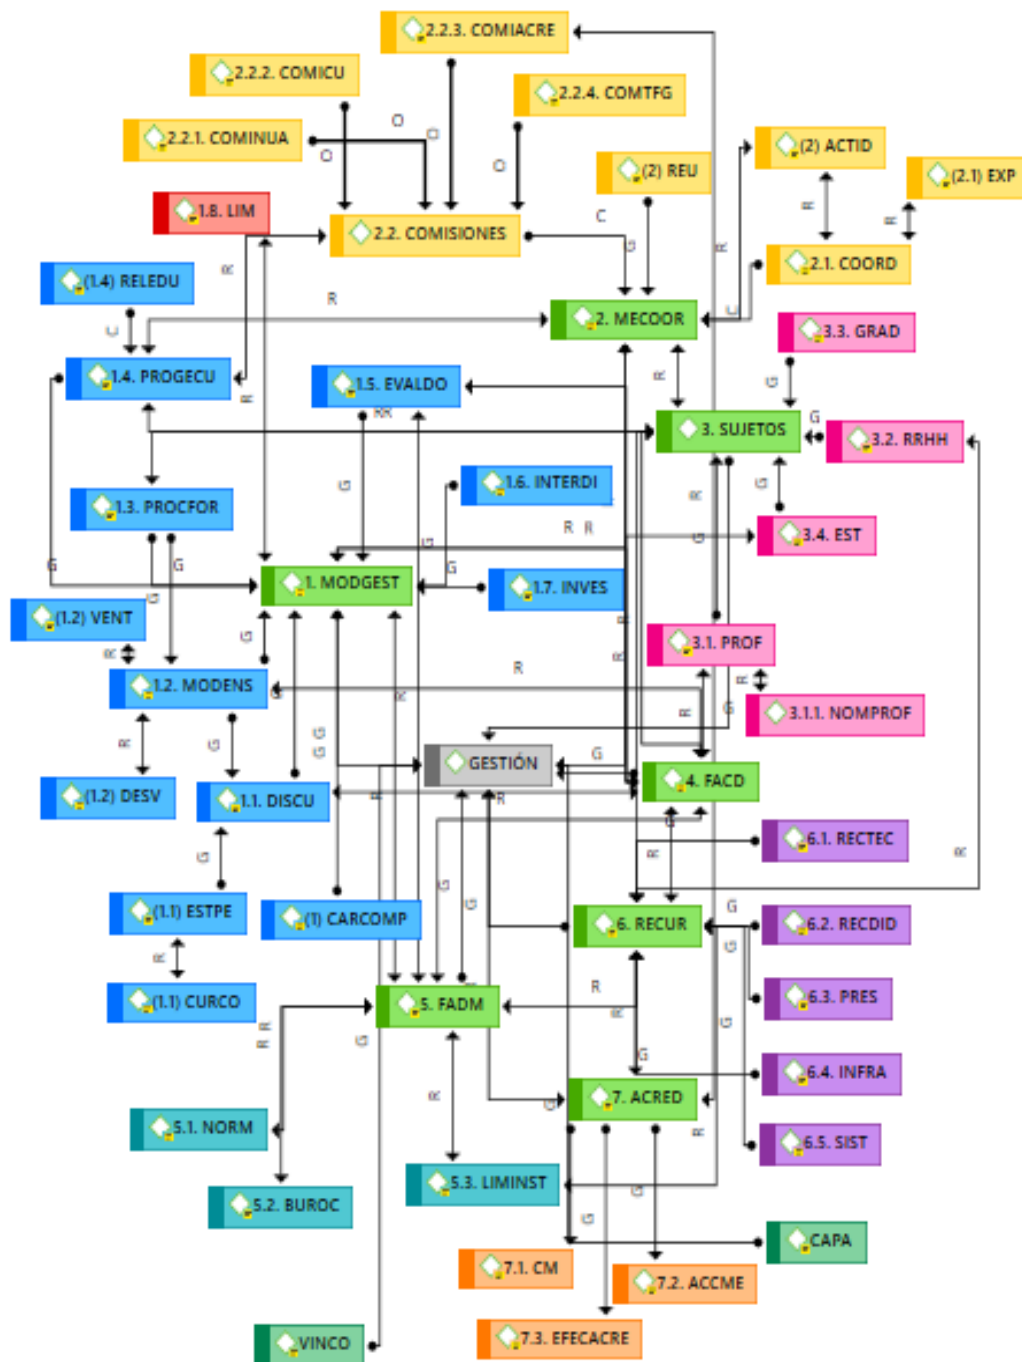 2.2.3. COMIACRE
2.2.2. COMICU
2.2.4. COMTFG
2.2.1. COMINUA
(2) ACTID
(2) REU
(2.1) EXP
1.8. LIM
2.2. COMISIONES
2.1. COORD
(1.4) RELEDU
2. MECOOR
3.3. GRAD
1.4. PROGECU
1.5. EVALDO
3. SUJETOS
3.2. RRHH
1.6. INTERDI
1.3. PROCFOR
3.4. EST
1. MODGEST
1.7. INVES
(1.2) VENT
3.1. PROF
1.2. MODENS
3.1.1. NOMPROF
GESTIÓN
4. FACD
(1.2) DESV
1.1. DISCU
6.1. RECTEC
(1.1) ESTPE
(1) CARCOMP
6. RECUR
6.2. RECDID
(1.1) CURCO
5. FADM
6.3. PRES
6.4. INFRA
7. ACRED
5.1. NORM
6.5. SIST
5.3. LIMINST
5.2. BUROC
CAPA
7.1. CM
7.2. ACCME
7.3. EFECACRE
VINCO
O
O
O
O
C
G
R
R
R
R
R
C
C
R
G
R
G
R
RR
G
G
R
R
R
G
G
G
G
G
G
G
R
R
R
R
R
G
G
R
G
R
G
G
G
R
R
G
R
R
G
R
G
G
R
G
G
R
R
R
R
G
G
G
R
G
R
G
G